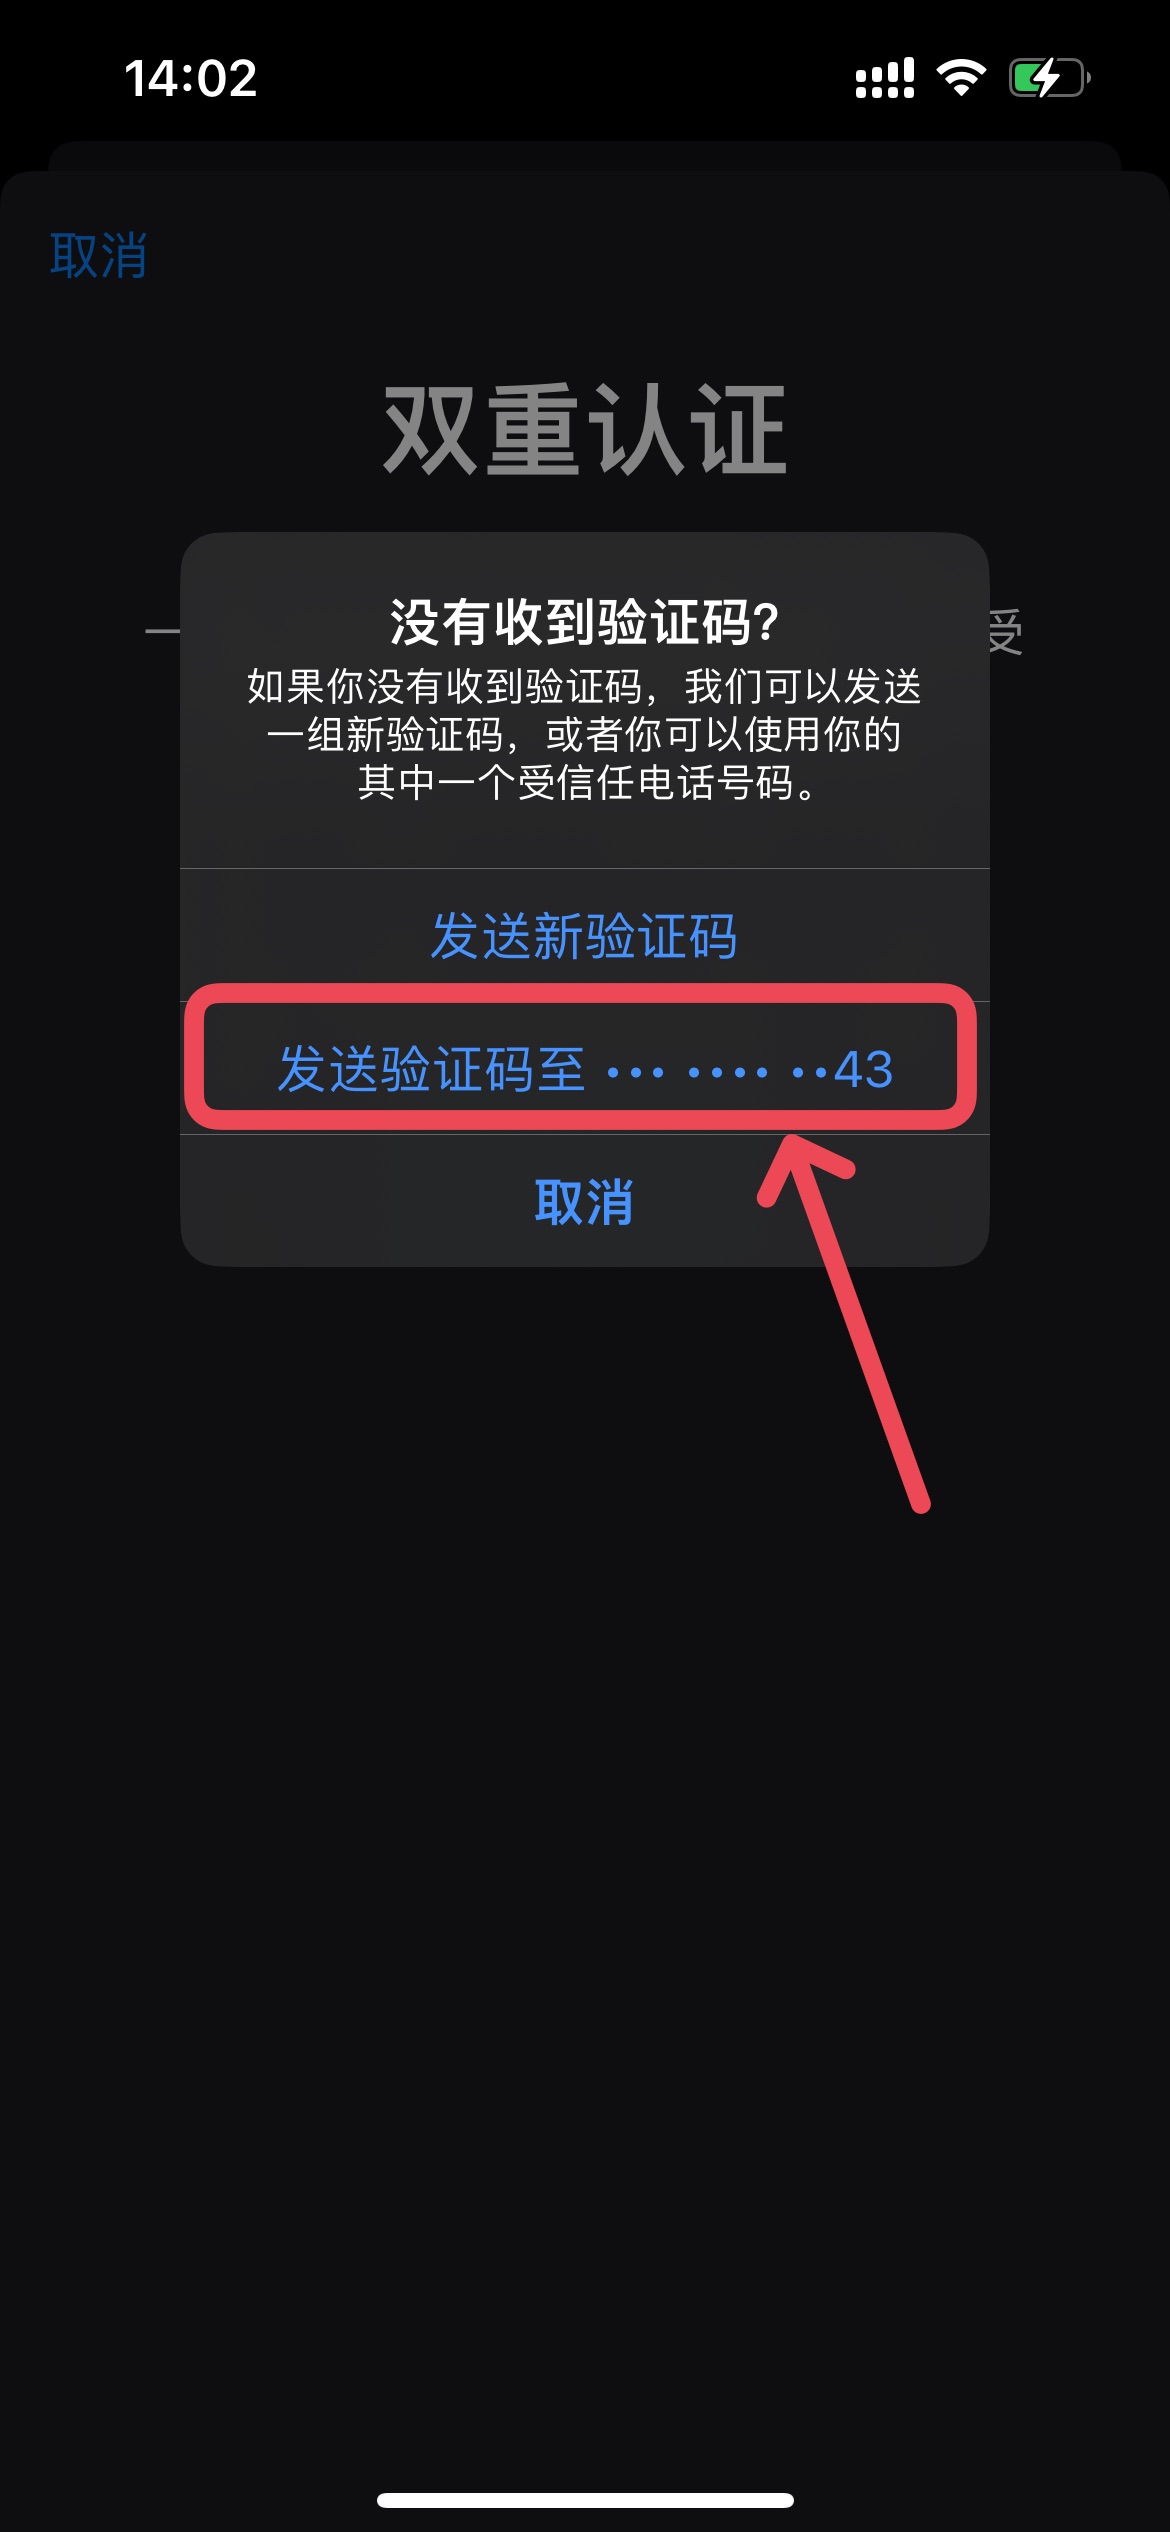 14:02
取消
双重认证
一
受
没有收到验证码?
如果你没有收到验证码，我们可以发送
一组新验证码，或者你可以使用你的
其中一个受信任电话号码。
发送新验证码
发送验证码至 ••• •••• ••43
取消